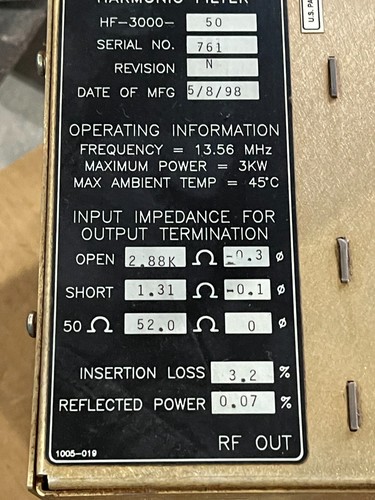 HARMONIC FILTER
U.S. PA
HF-3000- 50
SERIAL NO. 761
REVISION N
DATE OF MFG 5/8/98
OPERATING INFORMATION
FREQUENCY = 13.56 MHz
MAXIMUM POWER = 3KW
MAX AMBIENT TEMP = 45°C
INPUT IMPEDANCE FOR
OUTPUT TERMINATION
OPEN 2.88K Ω -0.3 ø
SHORT 1.31 Ω -0.1 ø
50 Ω 52.0 Ω 0 ø
INSERTION LOSS 3.2 %
REFLECTED POWER 0.07 %
1005-019
RF OUT